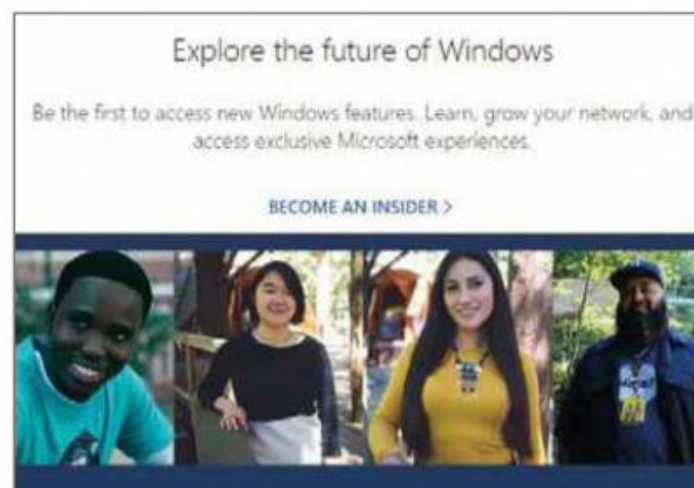 Explore the future of Windows
Be the first to access new Windows features. Learn, grow your network, and
access exclusive Microsoft experiences.
BECOME AN INSIDER >